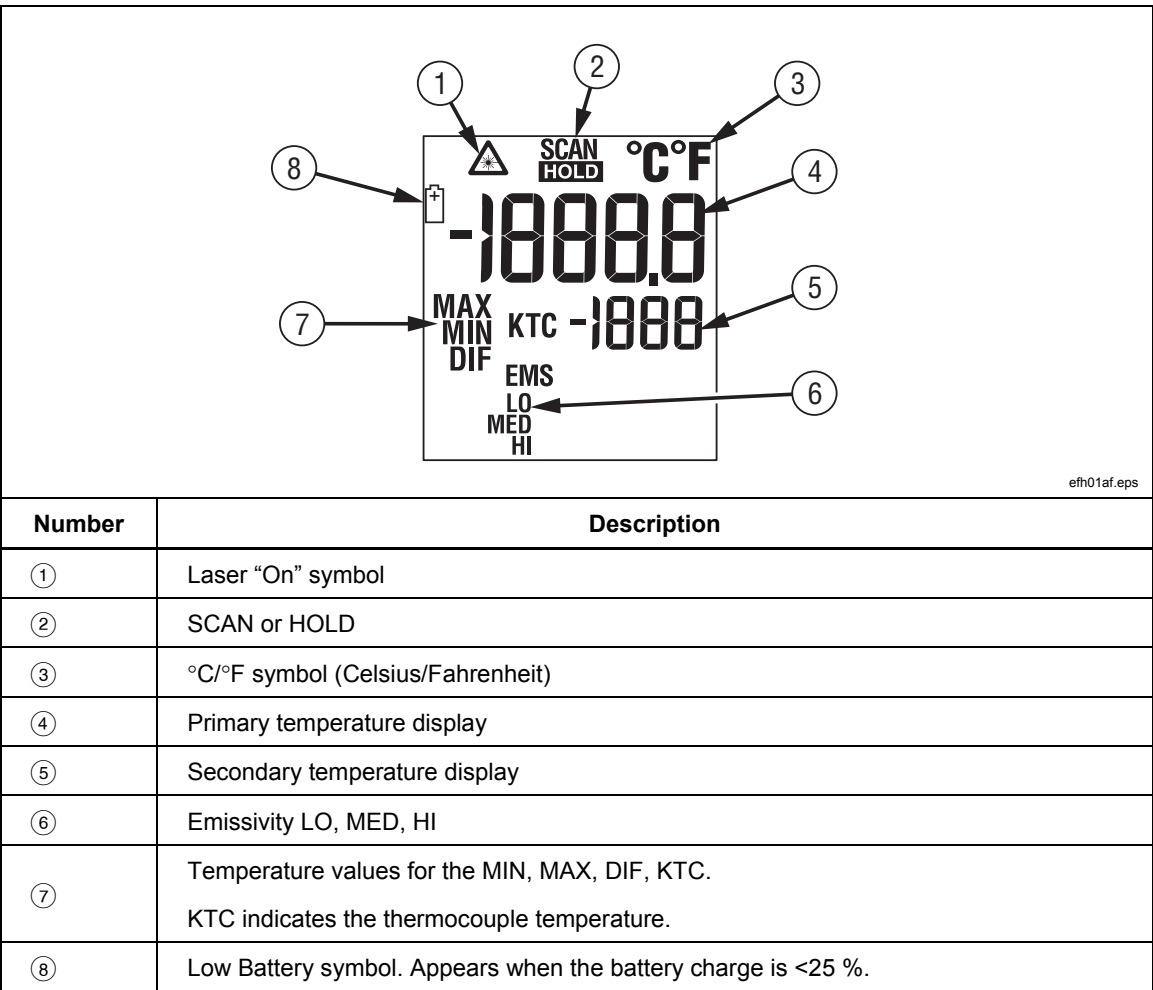 1
2
3
8
SCAN
HOLD
°C°F
4
-1888.8
5
MAX
7
MIN
KTC -1888
DIF
EMS
LO
6
MED
HI
efh01af.eps
Number Description
① Laser “On” symbol
② SCAN or HOLD
③ °C/°F symbol (Celsius/Fahrenheit)
④ Primary temperature display
⑤ Secondary temperature display
⑥ Emissivity LO, MED, HI
⑦ Temperature values for the MIN, MAX, DIF, KTC.
KTC indicates the thermocouple temperature.
⑧ Low Battery symbol. Appears when the battery charge is <25 %.